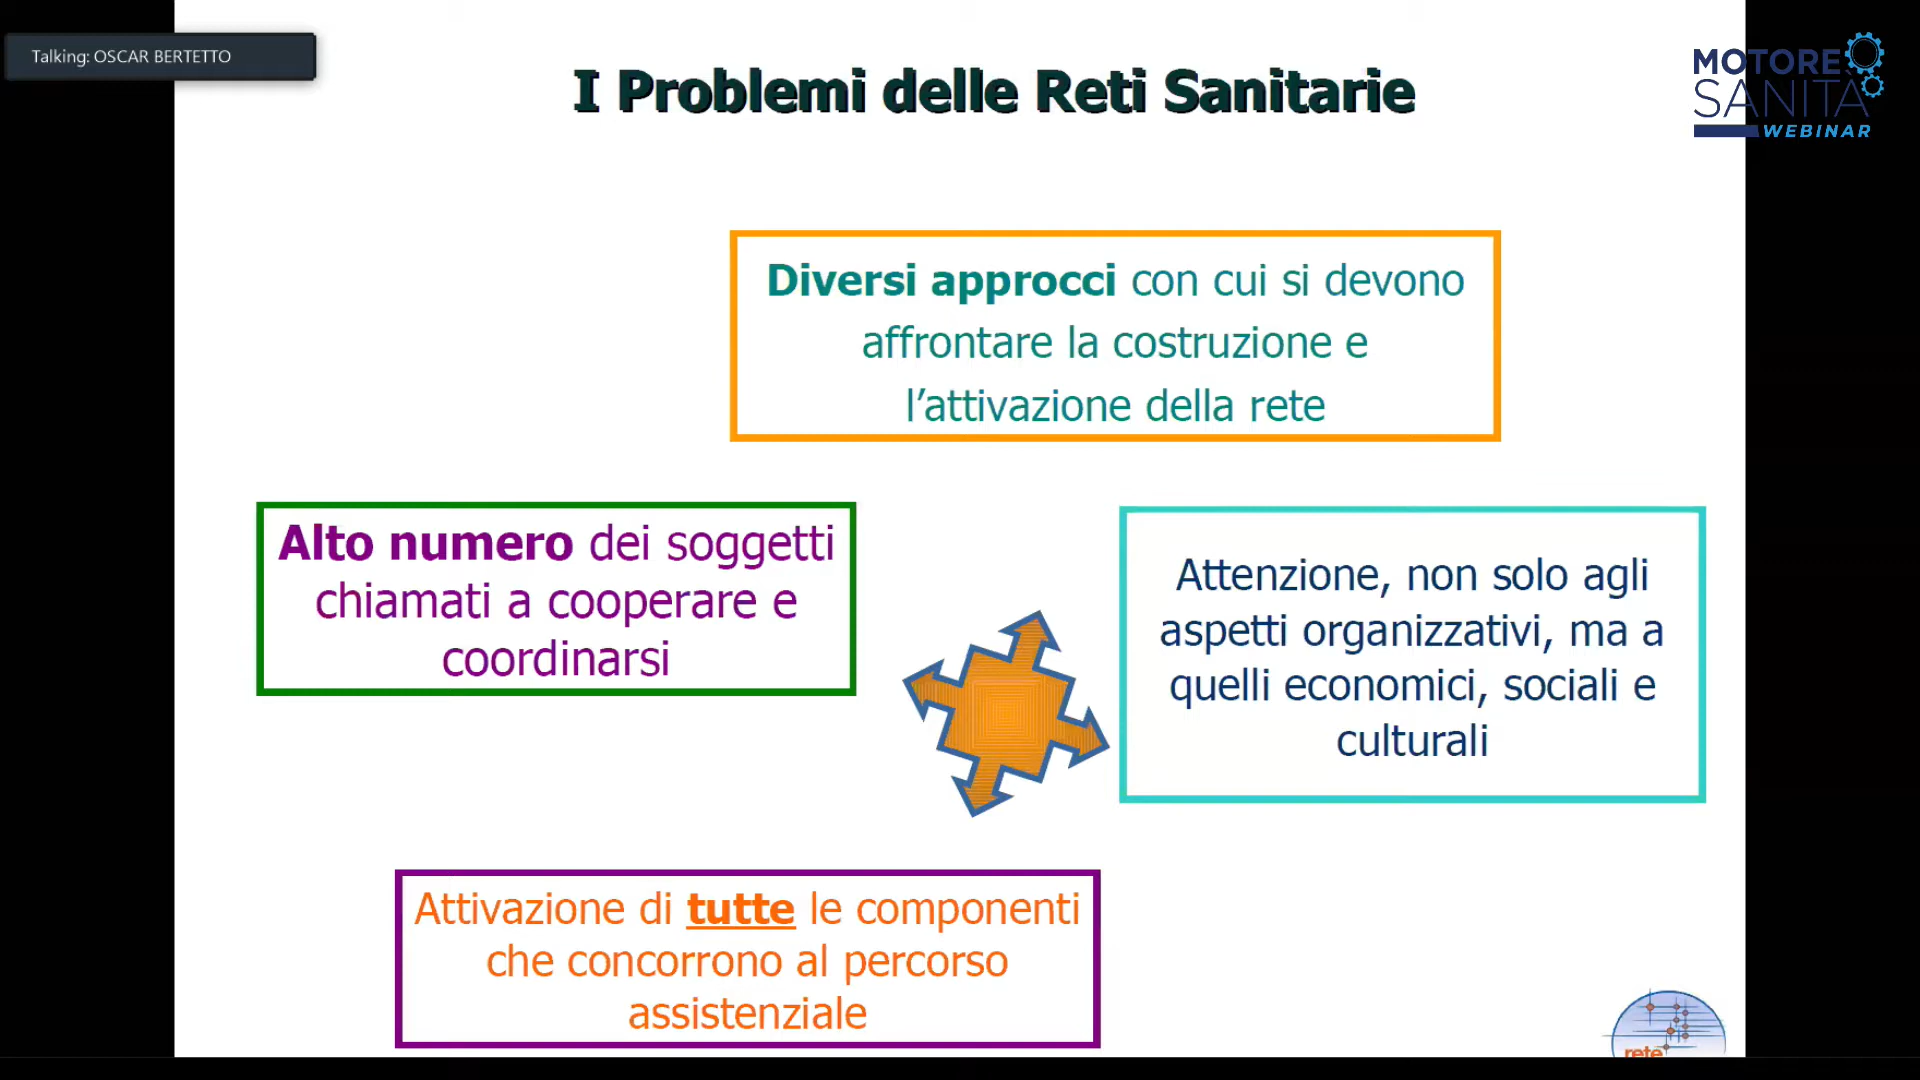 Talking: OSCAR BERTETTO
I Problemi delle Reti Sanitarie
MOTORE
SANITÀ
WEBINAR
Diversi approcci con cui si devono
affrontare la costruzione e
l’attivazione della rete
Alto numero dei soggetti
chiamati a cooperare e
coordinarsi
Attenzione, non solo agli
aspetti organizzativi, ma a
quelli economici, sociali e
culturali
Attivazione di tutte le componenti
che concorrono al percorso
assistenziale
rete